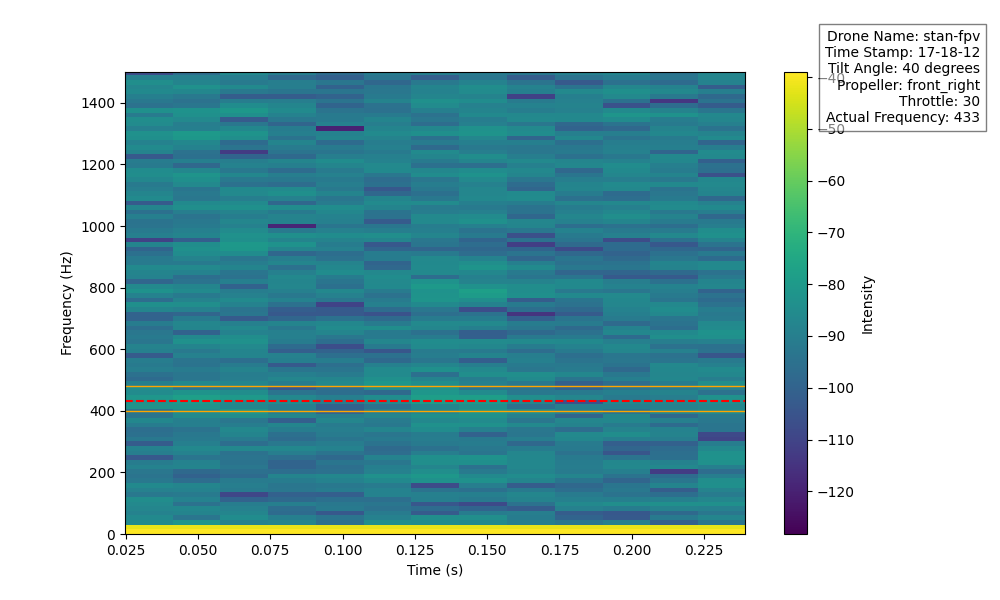 Drone Name: stan-fpv
Time Stamp: 17-18-12
Tilt Angle: 40 degrees
Propeller: front_right
Throttle: 30
Actual Frequency: 433
1400
1200
1000
800
600
400
200
0
Frequency (Hz)
0.025 0.050 0.075 0.100 0.125 0.150 0.175 0.200 0.225
Time (s)
−40
−50
−60
−70
−80
−90
−100
−110
−120
Intensity